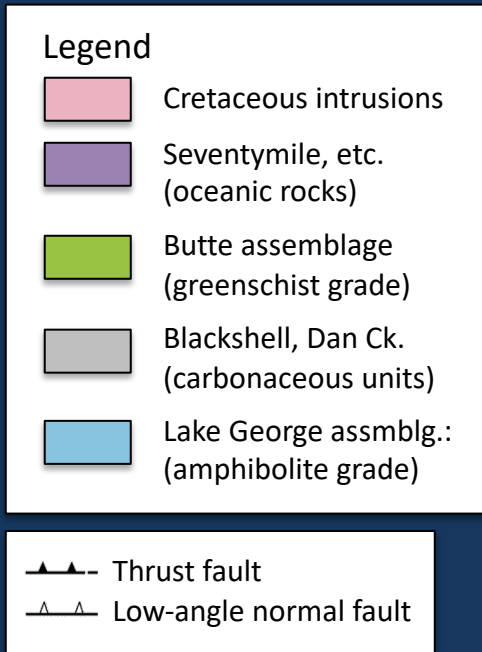 Legend
Cretaceous intrusions
Seventymile, etc.
(oceanic rocks)
Butte assemblage
(greenschist grade)
Blackshell, Dan Ck.
(carbonaceous units)
Lake George assmblg.:
(amphibolite grade)
Thrust fault
Low-angle normal fault